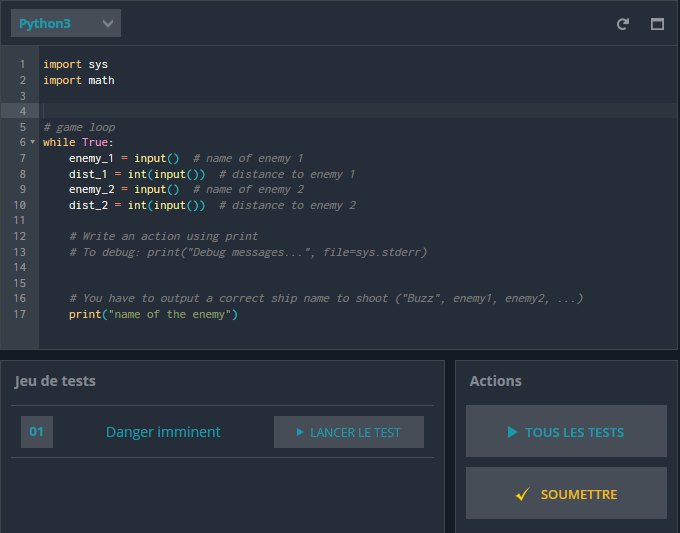 Python3
1 import sys
2 import math
3
4
5 # game loop
6 while True:
7 enemy_1 = input()  # name of enemy 1
8 dist_1 = int(input())  # distance to enemy 1
9 enemy_2 = input()  # name of enemy 2
10 dist_2 = int(input())  # distance to enemy 2
11
12 # Write an action using print
13 # To debug: print("Debug messages...", file=sys.stderr)
14
15
16 # You have to output a correct ship name to shoot ("Buzz", enemy1, enemy2, ...)
17 print("name of the enemy")
Jeu de tests
01 Danger imminent LANCER LE TEST
Actions
TOUS LES TESTS
SOUMETTRE